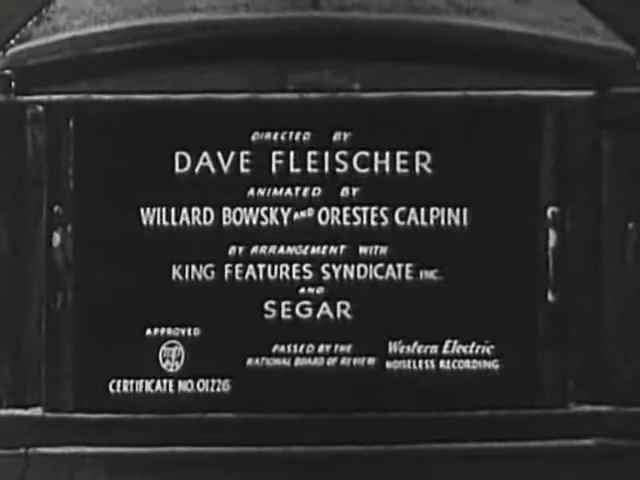 DIRECTED BY
DAVE FLEISCHER
ANIMATED BY
WILLARD BOWSKY AND ORESTES CALPINI
BY ARRANGEMENT WITH
KING FEATURES SYNDICATE INC.
AND
SEGAR
APPROVED
CERTIFICATE NO. 01226
PASSED BY THE
NATIONAL BOARD OF REVIEW
Western Electric
NOISELESS RECORDING